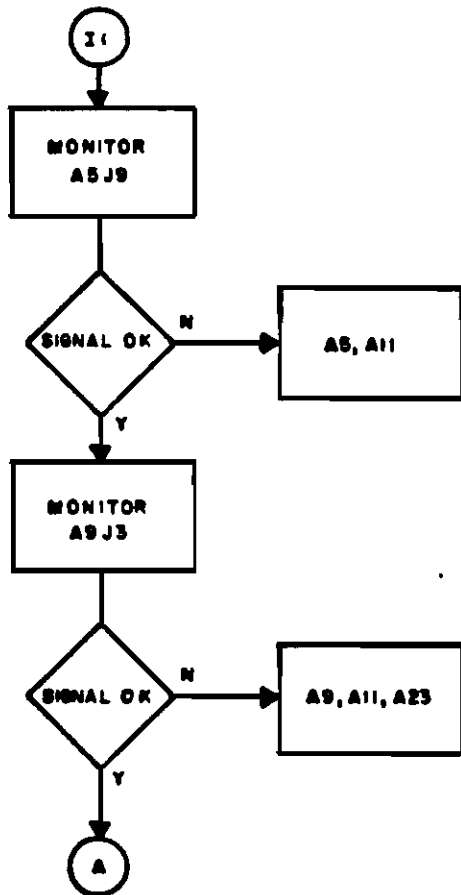 MONITOR
A5J9
SIGNAL OK
N
A5, A11
Y
MONITOR
A9J3
SIGNAL OK
N
A9, A11, A23
Y
A